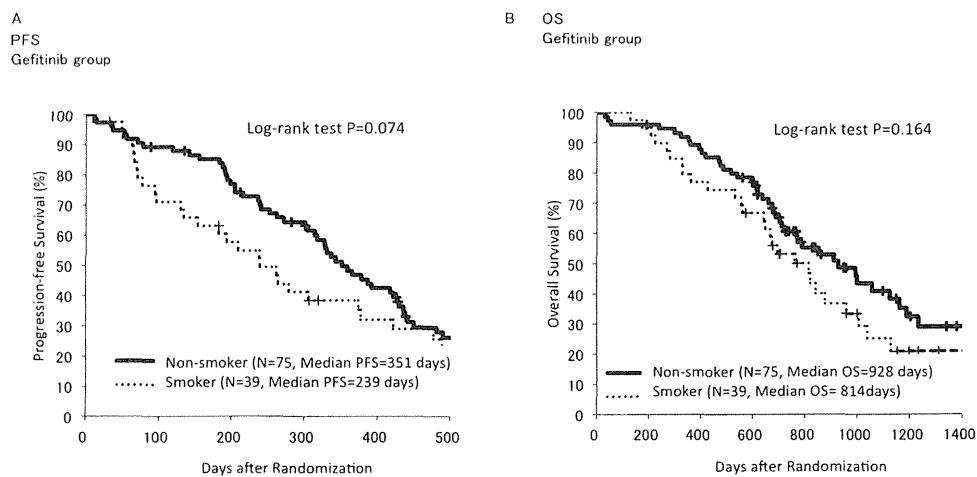 A
PFS
Gefitinib group
Log-rank test P=0.074
Progression-free Survival (%)
100
90
80
70
60
50
40
30
20
10
0
Non-smoker (N=75, Median PFS=351 days)
Smoker (N=39, Median PFS=239 days)
0 100 200 300 400 500
Days after Randomization
B OS
Gefitinib group
Log-rank test P=0.164
Overall Survival (%)
100
90
80
70
60
50
40
30
20
10
0
Non-smoker (N=75, Median OS=928 days)
Smoker (N=39, Median OS= 814days)
0 200 400 600 800 1000 1200 1400
Days after Randomization